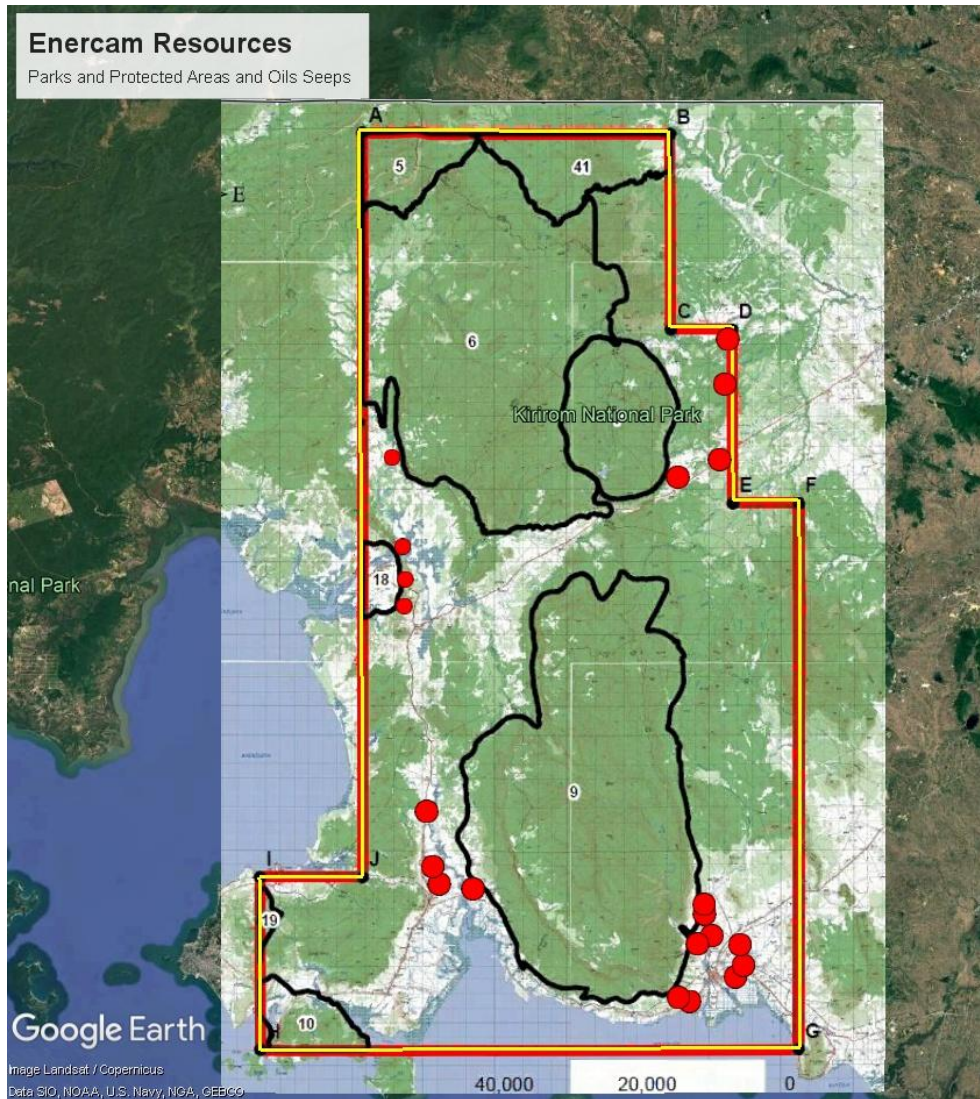 Enercam Resources
Parks and Protected Areas and Oils Seeps
A
B
5
41
E
C
D
6
Kirirom National Park
E
F
18
nal Park
9
I
J
19
10
H
G
Google Earth
Image Landsat / Copernicus
Data SIO, NOAA, U.S. Navy, NGA, GEBCO
40,000
20,000
0